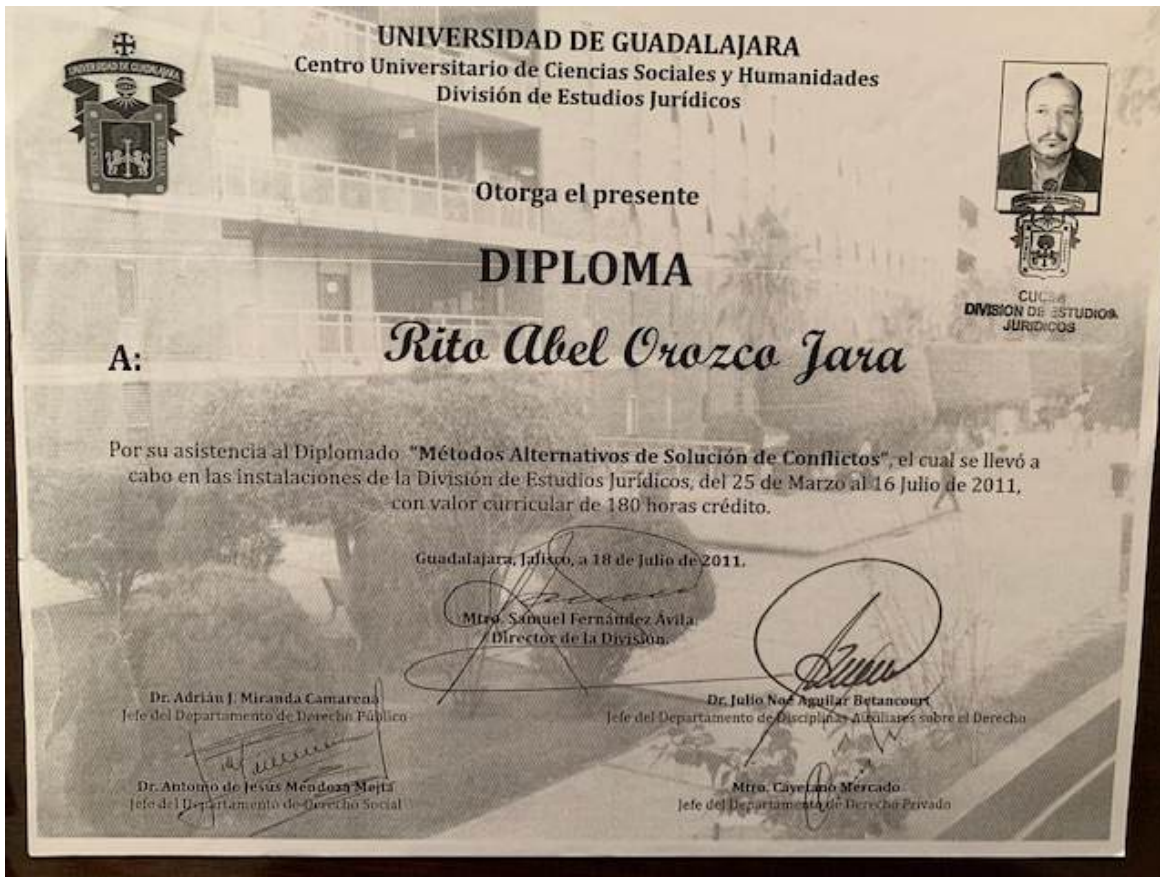 UNIVERSIDAD DE GUADALAJARA
Centro Universitario de Ciencias Sociales y Humanidades
División de Estudios Jurídicos
UNIVERSIDAD DE GUADALAJARA
PIENSA Y
TRABAJA
Otorga el presente
DIPLOMA
CUCSH
DIVISION DE ESTUDIOS
JURIDICOS
A:
Rito Abel Orozco Jara
Por su asistencia al Diplomado "Métodos Alternativos de Solución de Conflictos", el cual se llevó a
cabo en las instalaciones de la División de Estudios Jurídicos, del 25 de Marzo al 16 Julio de 2011,
con valor curricular de 180 horas crédito.
Guadalajara, Jalisco, a 18 de Julio de 2011.
Mtro. Samuel Fernández Ávila
Director de la División.
Dr. Adrián J. Miranda Camarena
Jefe del Departamento de Derecho Público
Dr. Julio Noé Aguilar Betancourt
Jefe del Departamento de Disciplinas Auxiliares sobre el Derecho
Dr. Antonio de Jesús Mendoza Mejía
Jefe del Departamento de Derecho Social
Mtro. Cayetano Mercado
Jefe del Departamento de Derecho Privado